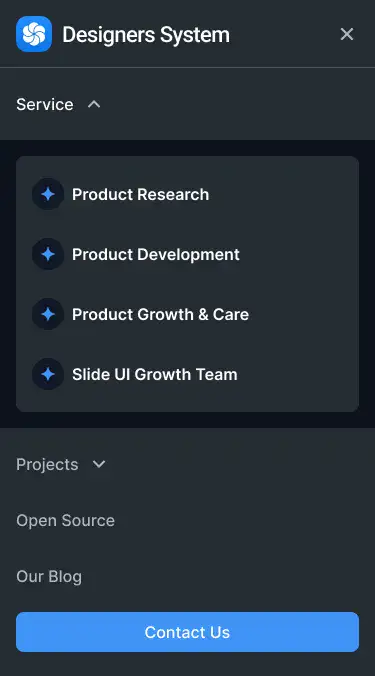 Designers System
Service
Product Research
Product Development
Product Growth & Care
Slide UI Growth Team
Projects
Open Source
Our Blog
Contact Us